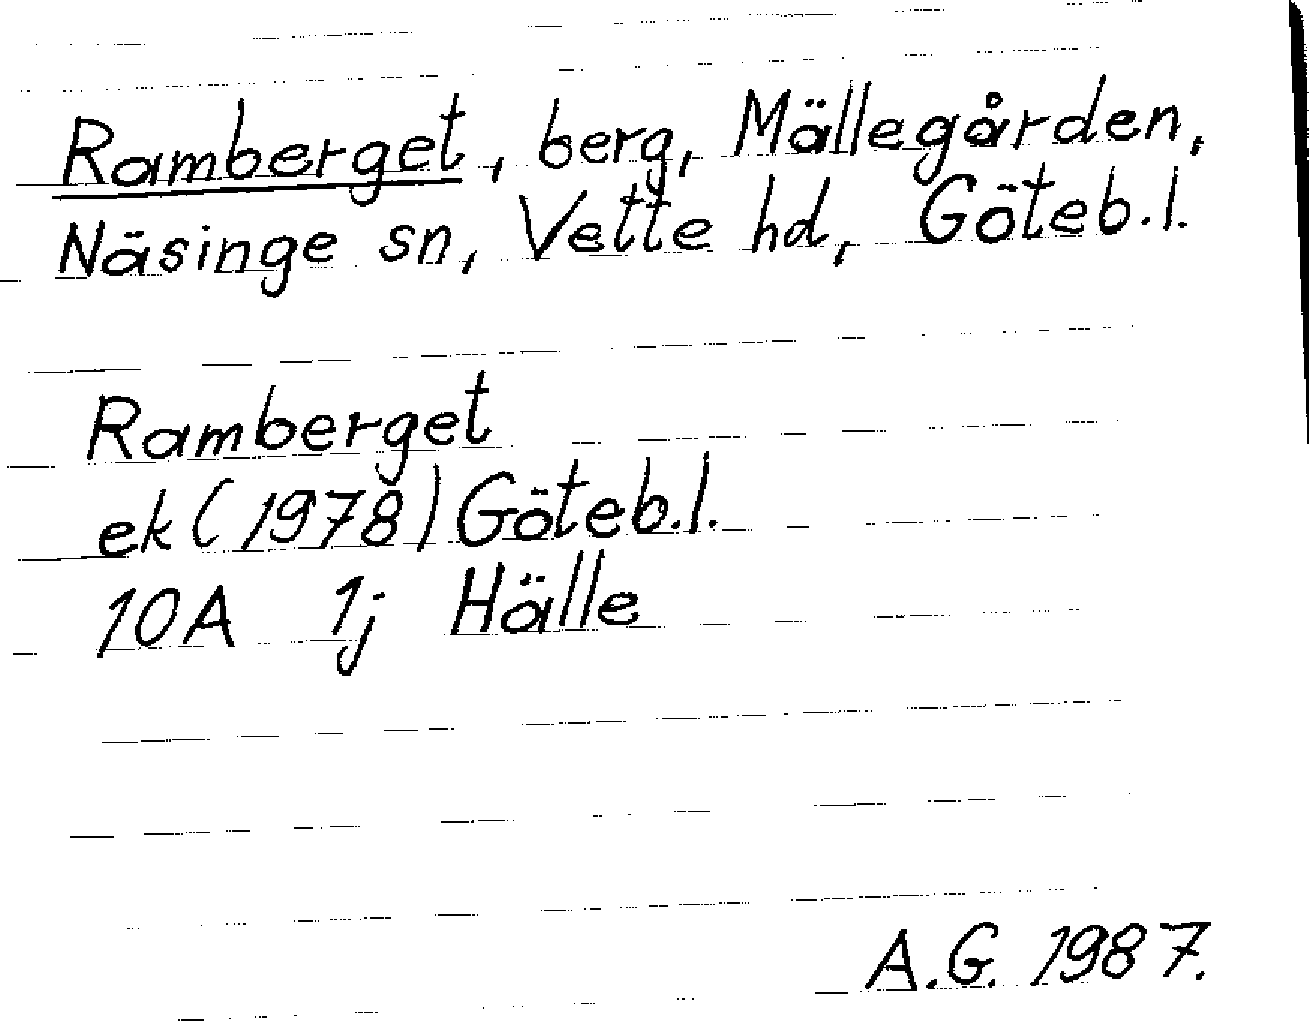 Ramberget, berg, Mällegården,
Näsinge sn, Vette hd, Göteb.l.
Ramberget
ek (1978) Göteb.l.
10A 1j Hälle
A.G. 1987.